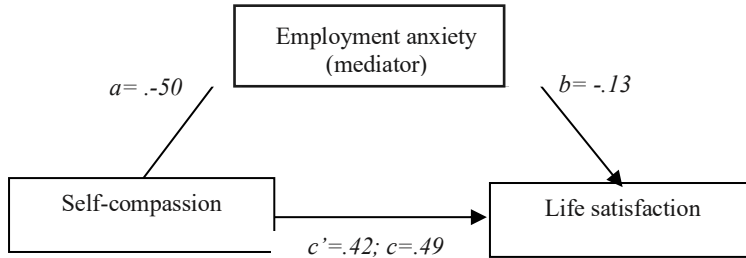 Employment anxiety
(mediator)
a= .-50
b= -.13
Self-compassion
Life satisfaction
c’=.42; c=.49